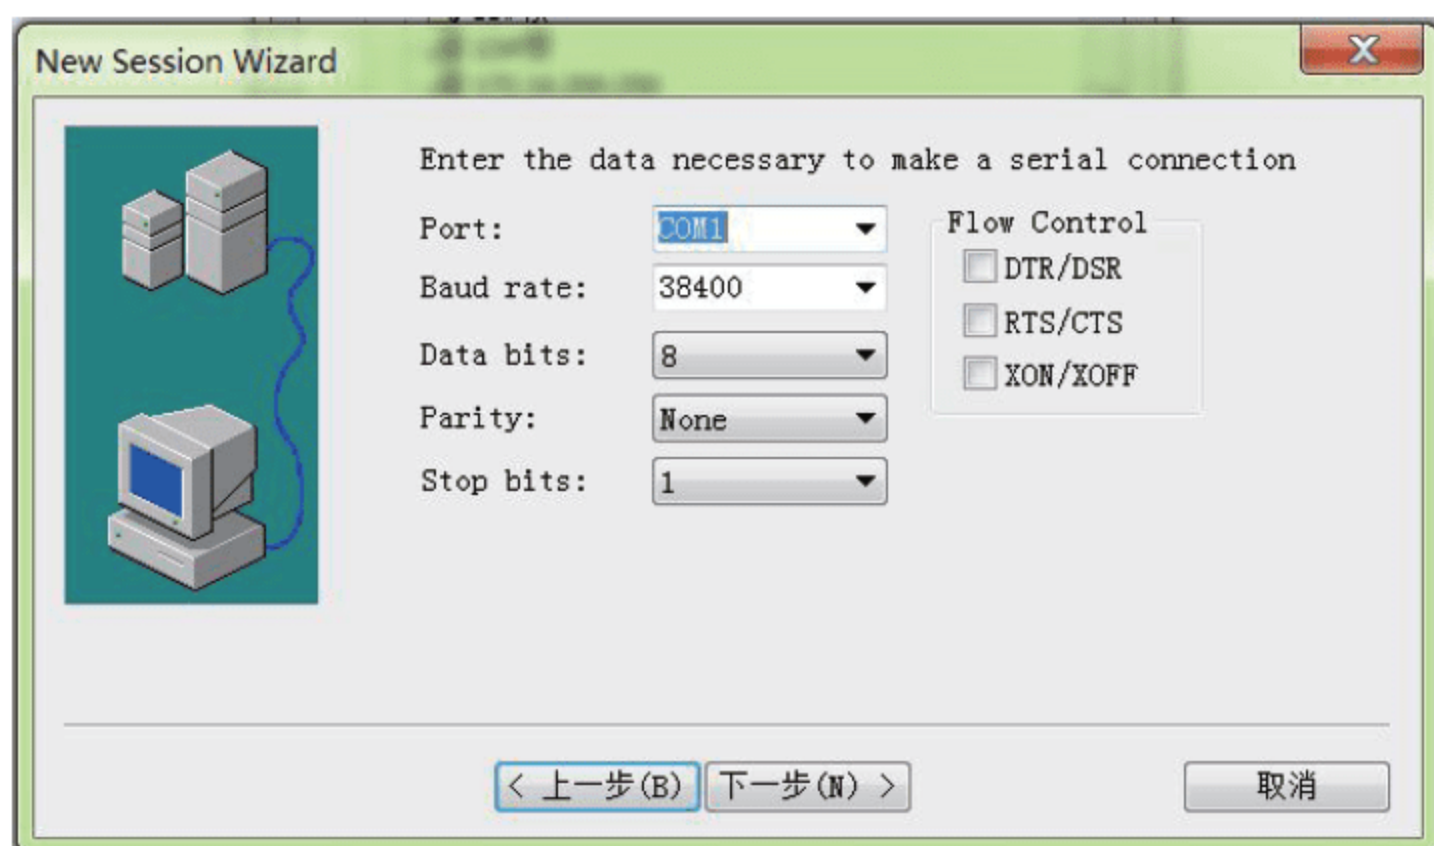 New Session Wizard
Enter the data necessary to make a serial connection
Port: COM1
Baud rate: 38400
Data bits: 8
Parity: None
Stop bits: 1
Flow Control
DTR/DSR
RTS/CTS
XON/XOFF
< 上一步(B) 下一步(N) > 取消